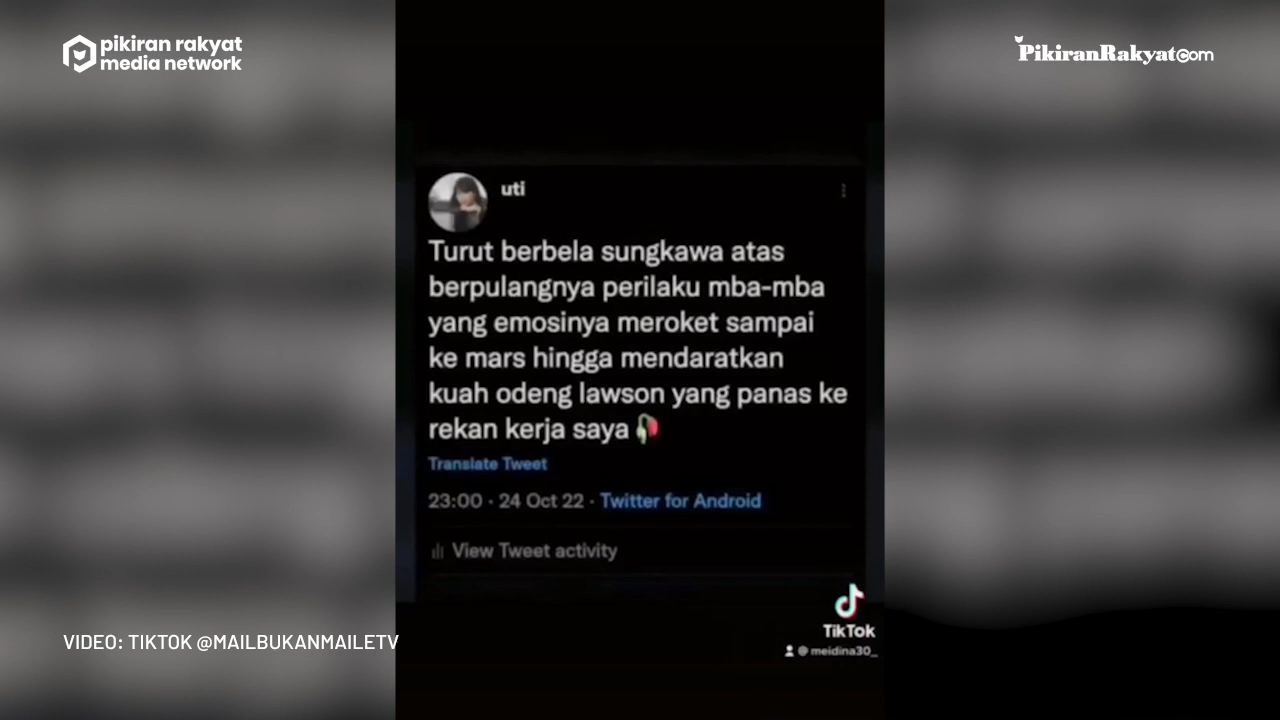 pikiran rakyat
media network
PikiranRakyat.com
uti
Turut berbela sungkawa atas
berpulangnya perilaku mba-mba
yang emosinya meroket sampai
ke mars hingga mendaratkan
kuah odeng lawson yang panas ke
rekan kerja saya 🥀
Translate Tweet
23:00 · 24 Oct 22 · Twitter for Android
View Tweet activity
TikTok
@meidina30_
VIDEO: TIKTOK @MAILBUKANMAILETV